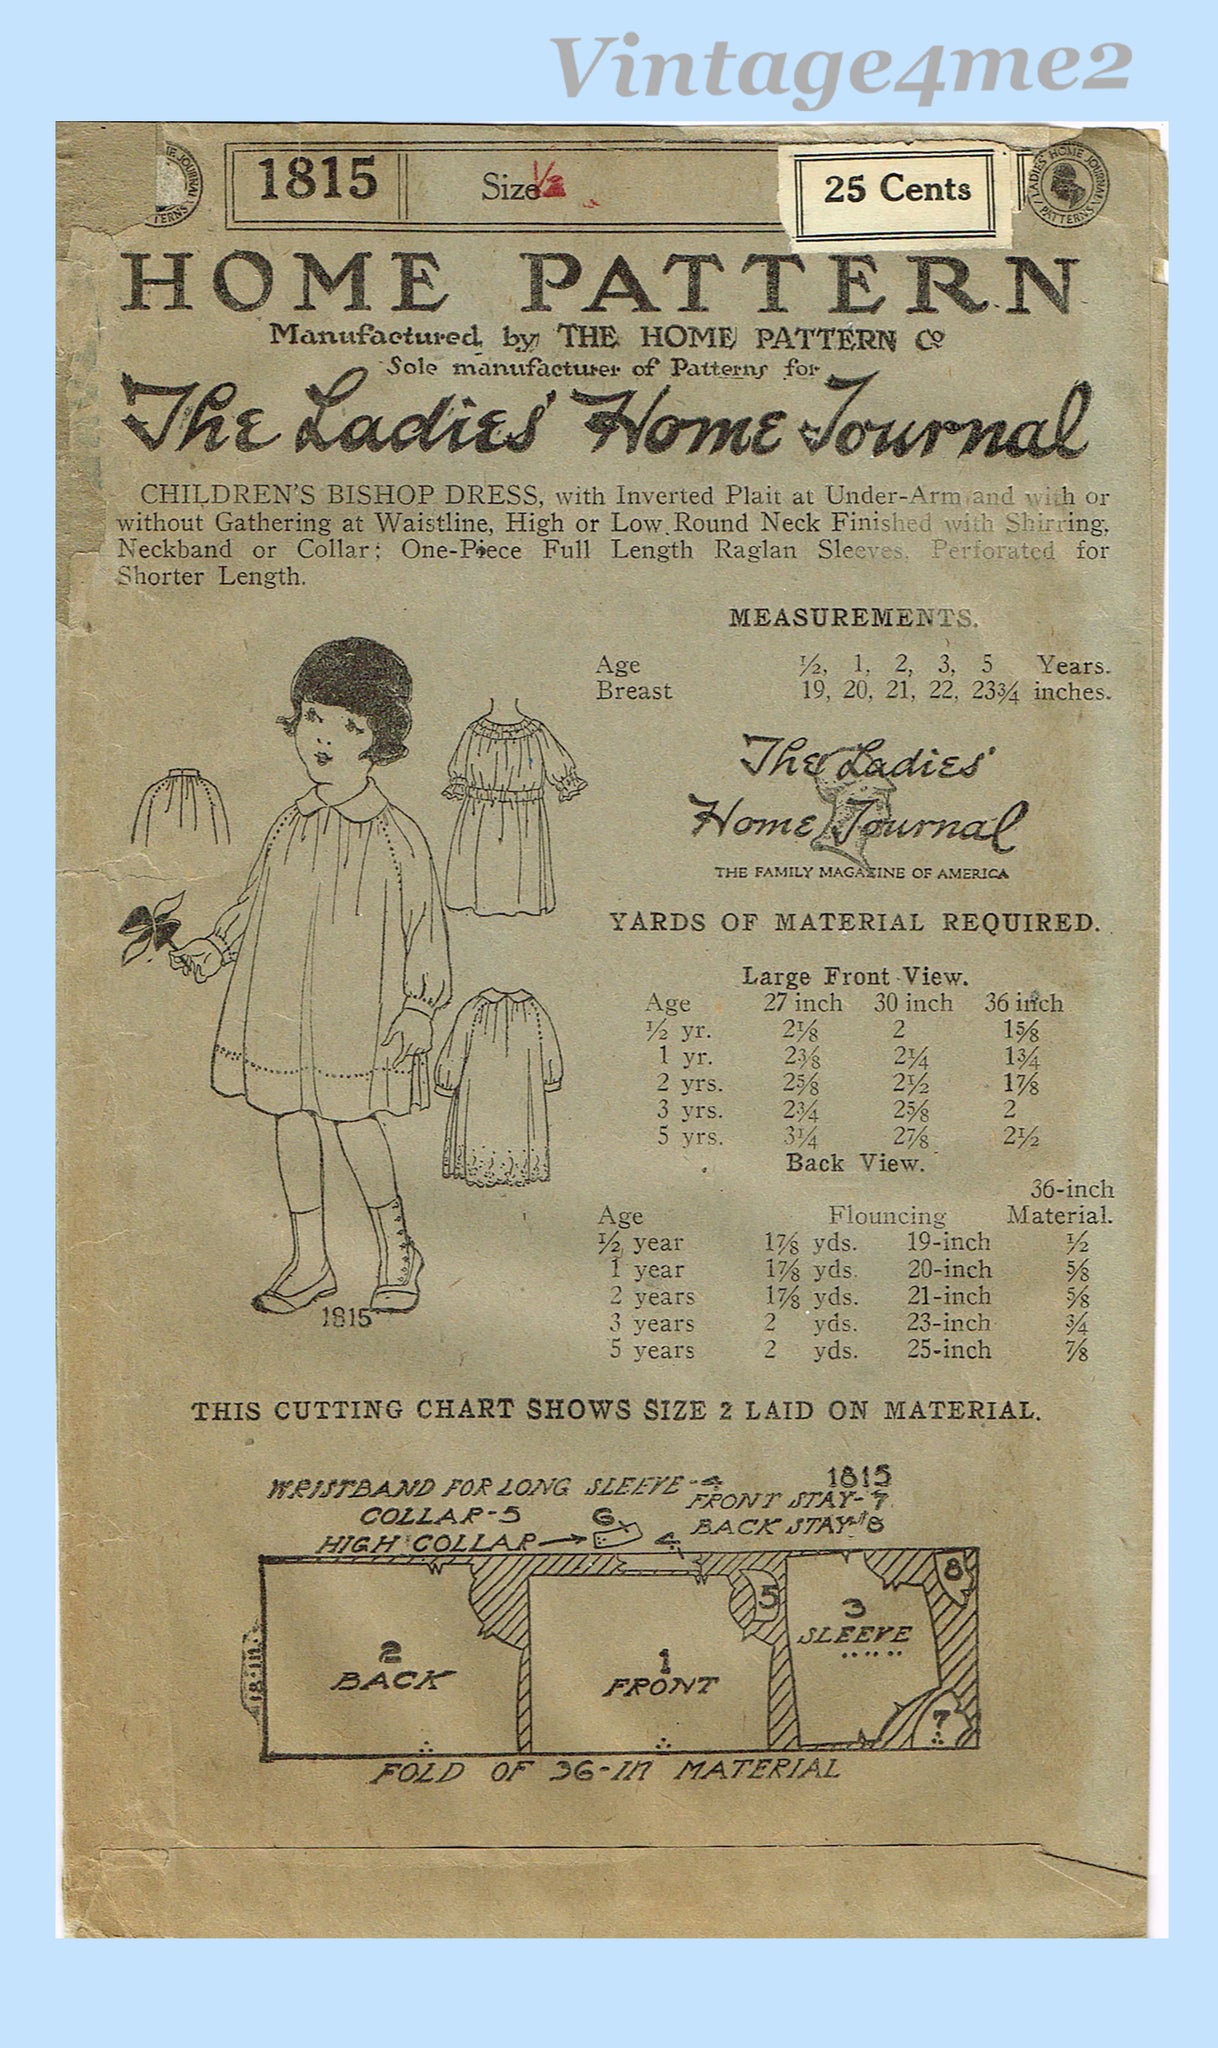 Vintage4me2
1815
Size ½
25 Cents
LADIES' HOME JOURNAL PATTERNS
HOME PATTERN
Manufactured by THE HOME PATTERN Co
Sole manufacturer of Patterns for
The Ladies' Home Journal
CHILDREN'S BISHOP DRESS, with Inverted Plait at Under-Arm and with or
without Gathering at Waistline, High or Low Round Neck Finished with Shirring,
Neckband or Collar; One-Piece Full Length Raglan Sleeves. Perforated for
Shorter Length.
MEASUREMENTS.
Age ½, 1, 2, 3, 5 Years.
Breast 19, 20, 21, 22, 23¾ inches.
The Ladies'
Home Journal
THE FAMILY MAGAZINE OF AMERICA
YARDS OF MATERIAL REQUIRED.
Large Front View.
Age 27 inch 30 inch 36 inch
½ yr. 2⅛ 2 1⅝
1 yr. 2⅜ 2¼ 1¾
2 yrs. 2⅝ 2½ 1⅞
3 yrs. 2¾ 2⅝ 2
5 yrs. 3¼ 2⅞ 2½
Back View.
36-inch
Age Flouncing Material.
½ year 1⅞ yds. 19-inch ½
1 year 1⅞ yds. 20-inch ⅝
2 years 1⅞ yds. 21-inch ⅝
3 years 2 yds. 23-inch ¾
5 years 2 yds. 25-inch ⅞
1815
THIS CUTTING CHART SHOWS SIZE 2 LAID ON MATERIAL.
WRISTBAND FOR LONG SLEEVE-4 1815
COLLAR-5 FRONT STAY-7
HIGH COLLAR 6 4 BACK STAY-8
18-IN.
2
BACK
1
FRONT
5
3
SLEEVE
8
7
FOLD OF 36-IN MATERIAL